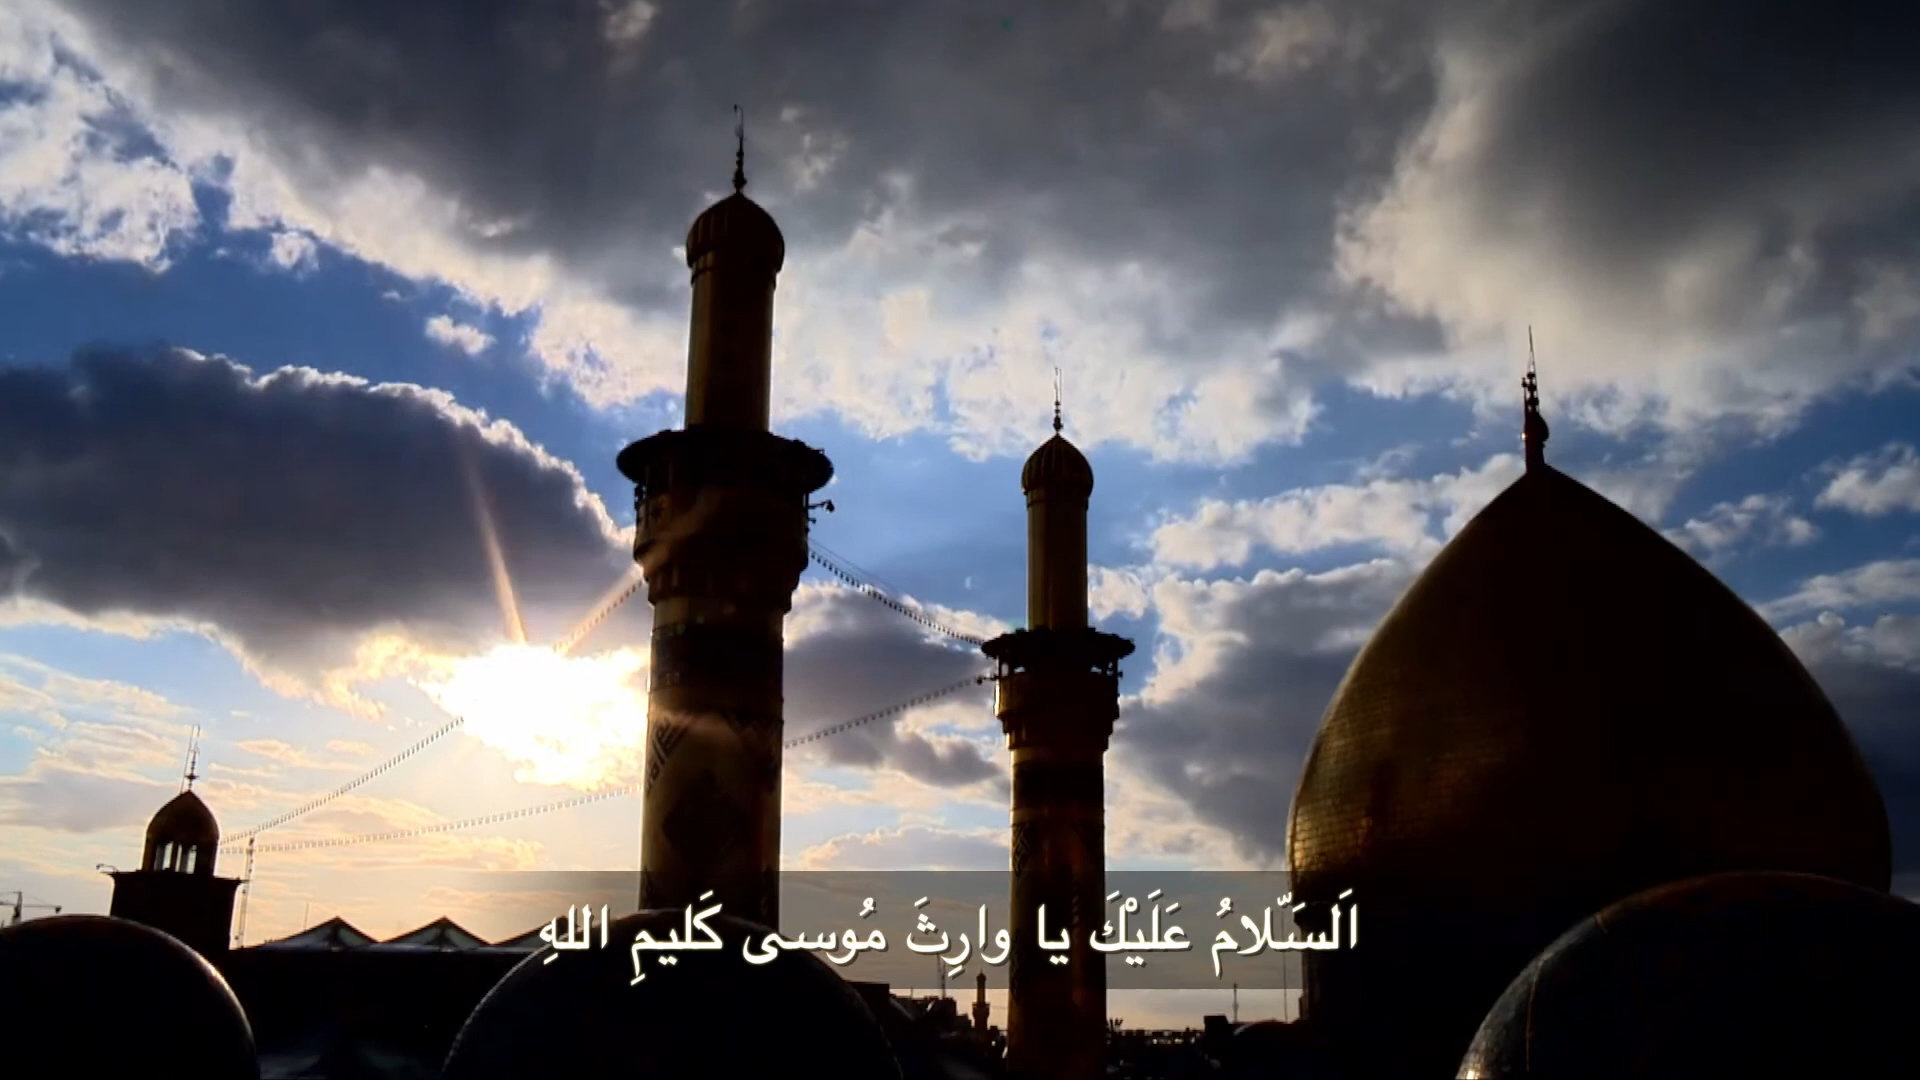 اَلسَّلامُ عَلَيْكَ يا وارِثَ مُوسى كَليمِ اللهِ